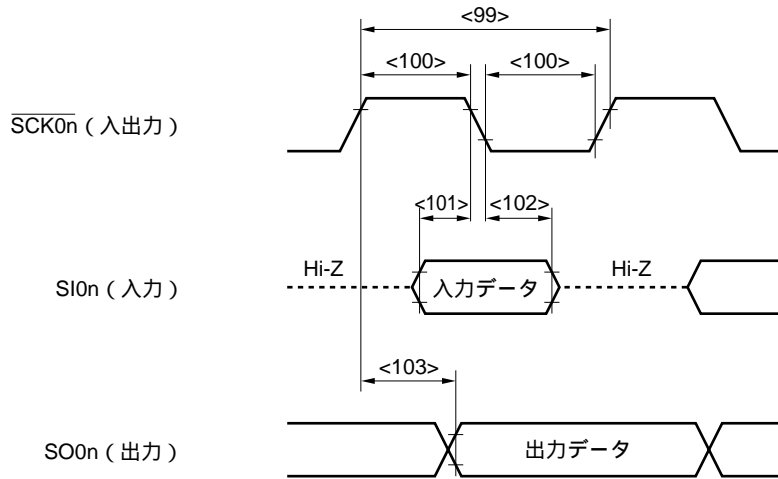 <99>
<100> <100>
SCK0n（入出力）
<101> <102>
Hi-Z Hi-Z
SI0n（入力） 入力データ
<103>
SO0n（出力） 出力データ